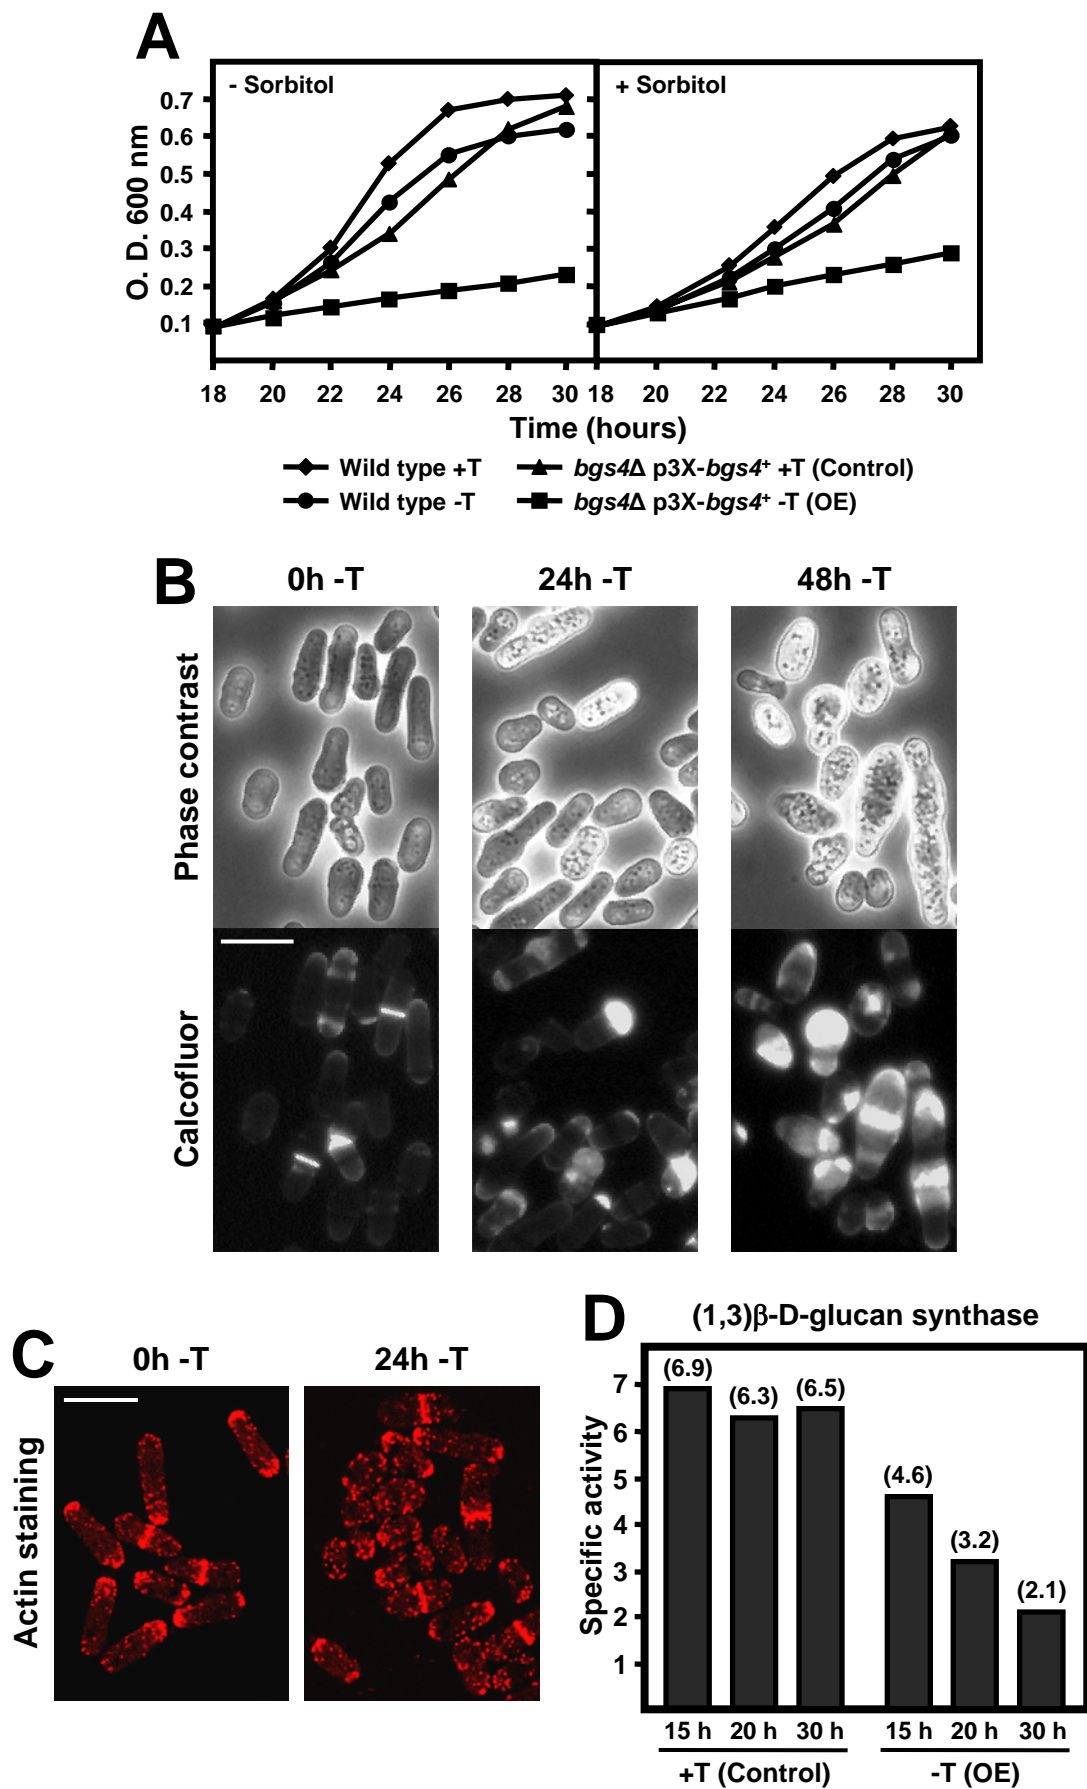 A
- Sorbitol
+ Sorbitol
O. D. 600 nm
0.7
0.6
0.5
0.4
0.3
0.2
0.1
18 20 22 24 26 28 30 18 20 22 24 26 28 30
Time (hours)
Wild type +T
bgs4Δ p3X-bgs4⁺ +T (Control)
Wild type -T
bgs4Δ p3X-bgs4⁺ -T (OE)
B
0h -T
24h -T
48h -T
Phase contrast
Calcofluor
C
0h -T
24h -T
Actin staining
D
(1,3)β-D-glucan synthase
Specific activity
7
6
5
4
3
2
1
(6.9)
(6.3)
(6.5)
(4.6)
(3.2)
(2.1)
15 h 20 h 30 h 15 h 20 h 30 h
+T (Control)
-T (OE)